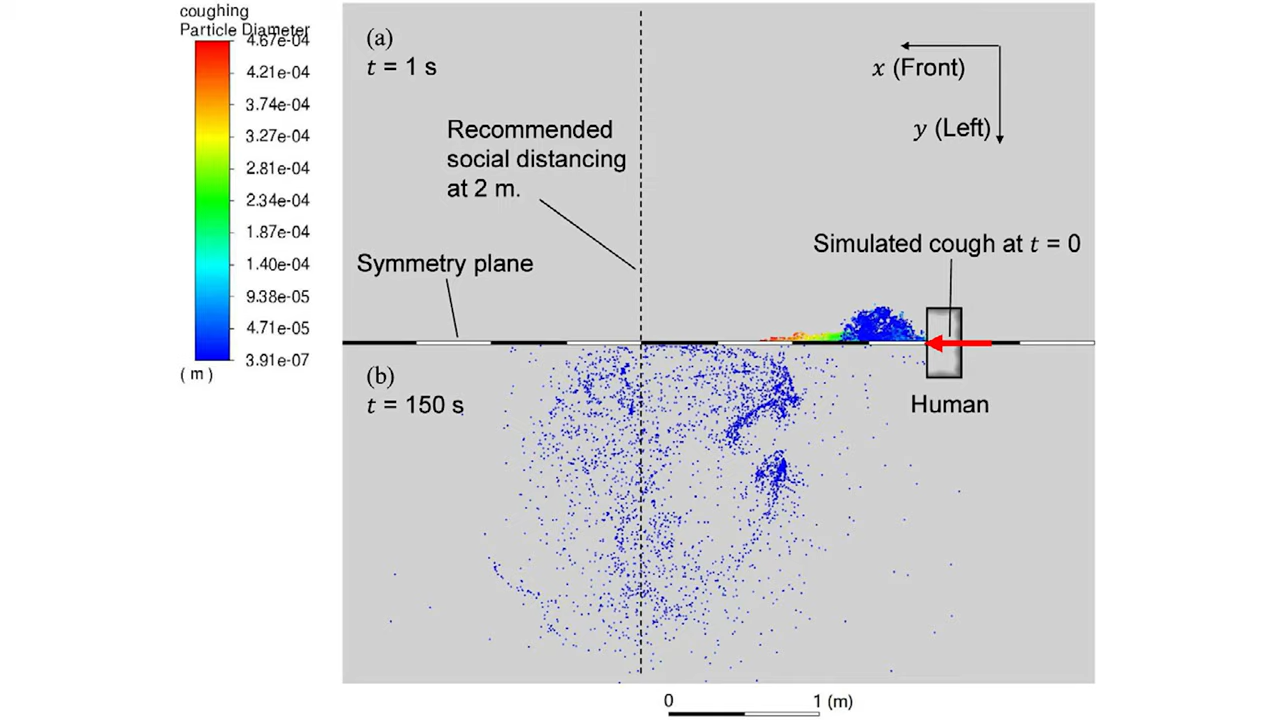 coughing
Particle Diameter
4.67e-04
4.21e-04
3.74e-04
3.27e-04
2.81e-04
2.34e-04
1.87e-04
1.40e-04
9.38e-05
4.71e-05
3.91e-07
( m )
(a)
t = 1 s
x (Front)
y (Left)
Recommended
social distancing
at 2 m.
Simulated cough at t = 0
Symmetry plane
(b)
t = 150 s
Human
0 1 (m)